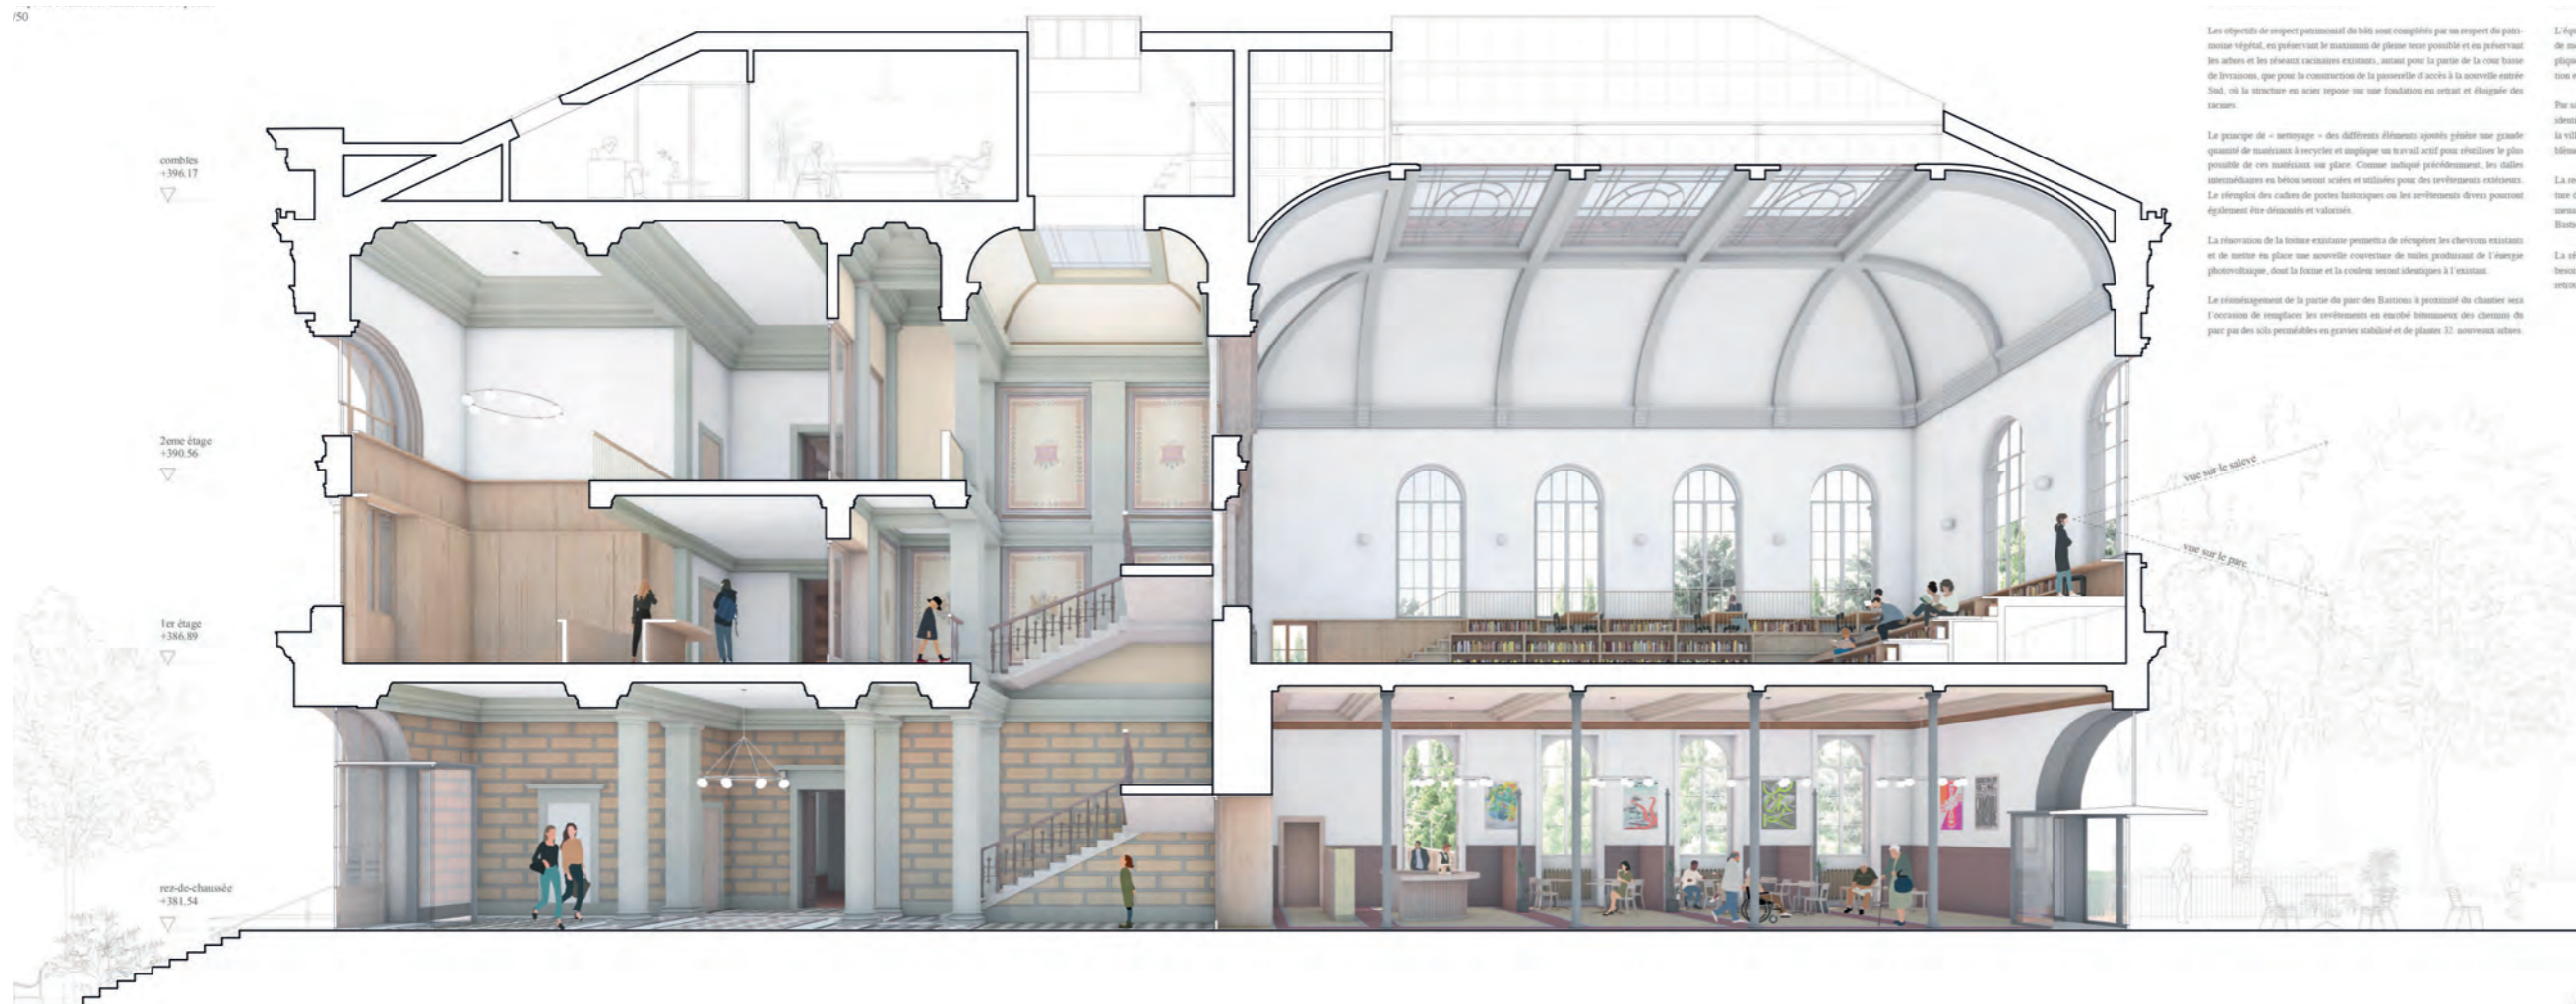 /50
combles
+396.17
2eme étage
+390.56
1er étage
+386.89
rez-de-chaussée
+381.54
vue sur le salève
vue sur le parc
Les objectifs de respect patrimonial du bâti sont complétés par un respect du patri-
moine végétal, en préservant le maximum de pleine terre possible et en préservant
les arbres et les réseaux racinaires existants, autant pour la partie de la cour basse
de livraisons, que pour la construction de la passerelle d'accès à la nouvelle entrée
Sud, où la structure en acier repose sur une fondation en retrait et éloignée des
racines.
Le principe de « nettoyage » des différents éléments ajoutés génère une grande
quantité de matériaux à recycler et implique un travail actif pour réutiliser le plus
possible de ces matériaux sur place. Comme indiqué précédemment, les dalles
intermédiaires en béton seront sciées et utilisées pour des revêtements extérieurs.
Le réemploi des cadres de portes historiques ou les revêtements divers pourront
également être démontés et valorisés.
La rénovation de la toiture existante permettra de récupérer les chevrons existants
et de mettre en place une nouvelle couverture de tuiles produisant de l'énergie
photovoltaïque, dont la forme et la couleur seront identiques à l'existant.
Le réaménagement de la partie du parc des Bastions à proximité du chantier sera
l'occasion de remplacer les revêtements en enrobé bitumineux des chemins du
parc par des sols perméables en gravier stabilisé et de planter 32 nouveaux arbres.